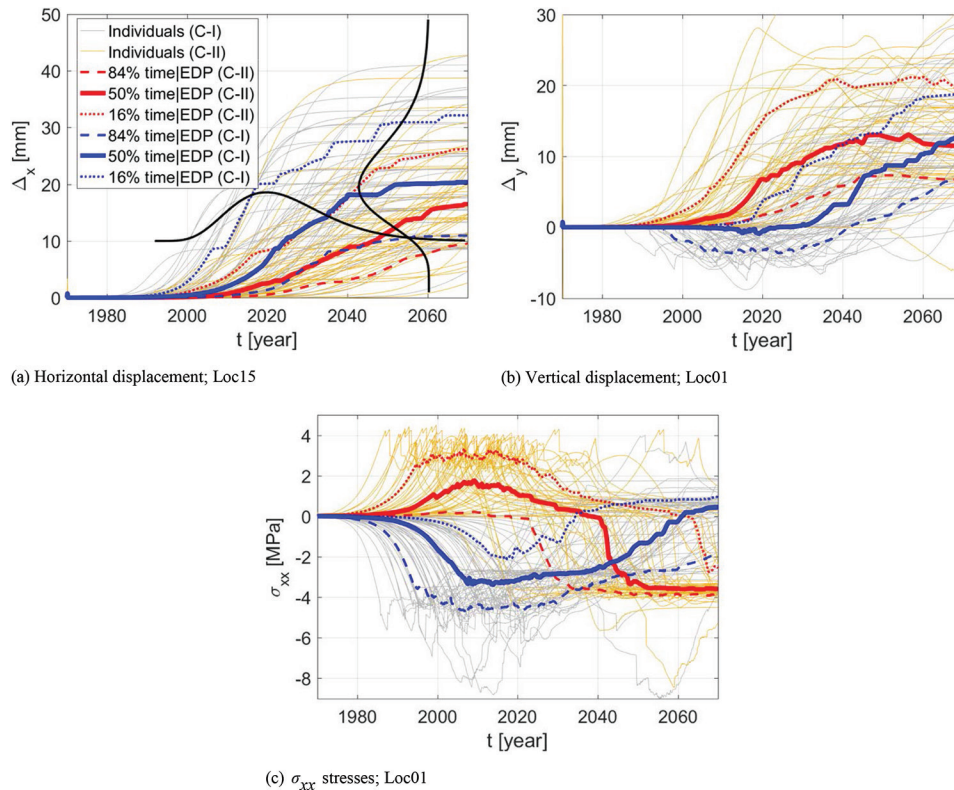 50
40
30
20
10
0
Δx [mm]
Individuals (C-I)
Individuals (C-II)
84% time|EDP (C-II)
50% time|EDP (C-II)
16% time|EDP (C-II)
84% time|EDP (C-I)
50% time|EDP (C-I)
16% time|EDP (C-I)
1980 2000 2020 2040 2060
t [year]
(a) Horizontal displacement; Loc15
30
20
10
0
-10
Δy [mm]
1980 2000 2020 2040 2060
t [year]
(b) Vertical displacement; Loc01
4
2
0
-2
-4
-6
-8
σxx [MPa]
1980 2000 2020 2040 2060
t [year]
(c) σxx stresses; Loc01